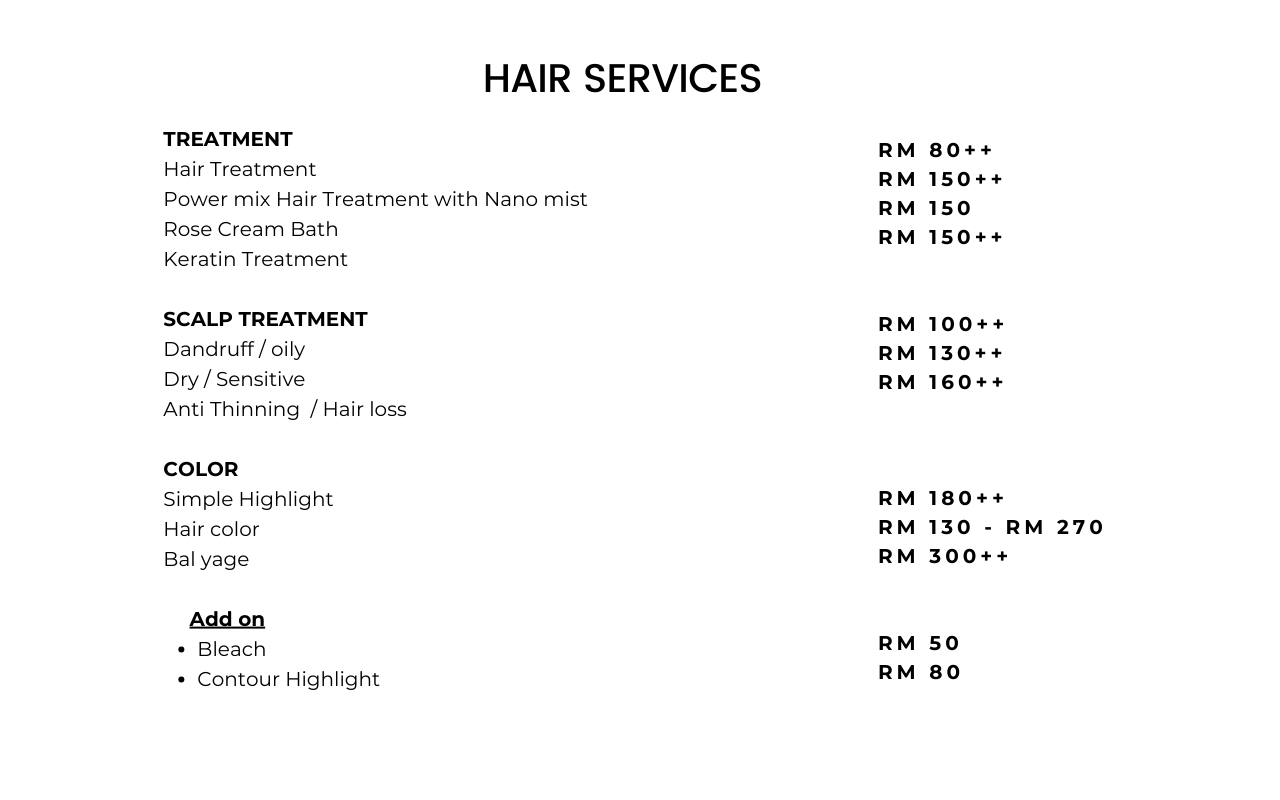 HAIR SERVICES
TREATMENT
Hair Treatment
Power mix Hair Treatment with Nano mist
Rose Cream Bath
Keratin Treatment
RM 80++
RM 150++
RM 150
RM 150++
SCALP TREATMENT
Dandruff / oily
Dry / Sensitive
Anti Thinning / Hair loss
RM 100++
RM 130++
RM 160++
COLOR
Simple Highlight
Hair color
Bal yage
RM 180++
RM 130 - RM 270
RM 300++
Add on
• Bleach
• Contour Highlight
RM 50
RM 80